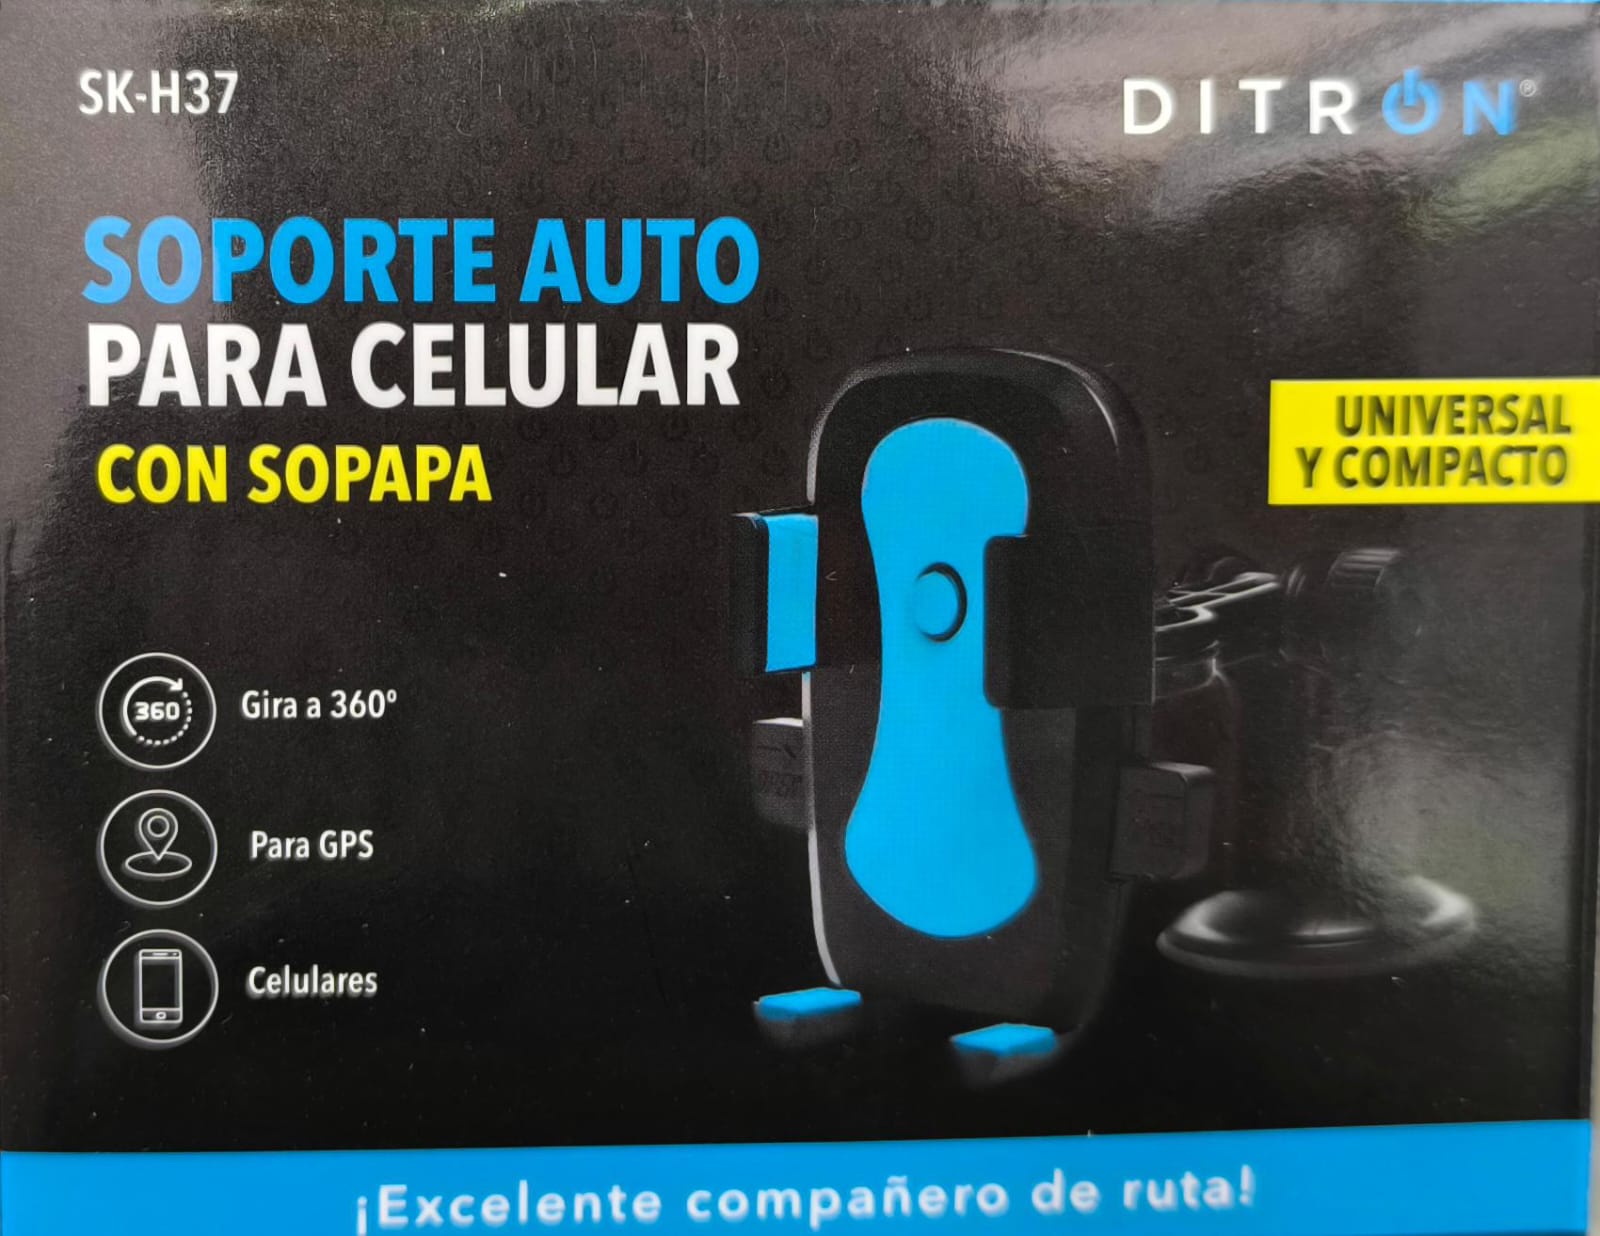 SK-H37
DITRON®
SOPORTE AUTO
PARA CELULAR
CON SOPAPA
UNIVERSAL
Y COMPACTO
360
Gira a 360º
Para GPS
Celulares
¡Excelente compañero de ruta!